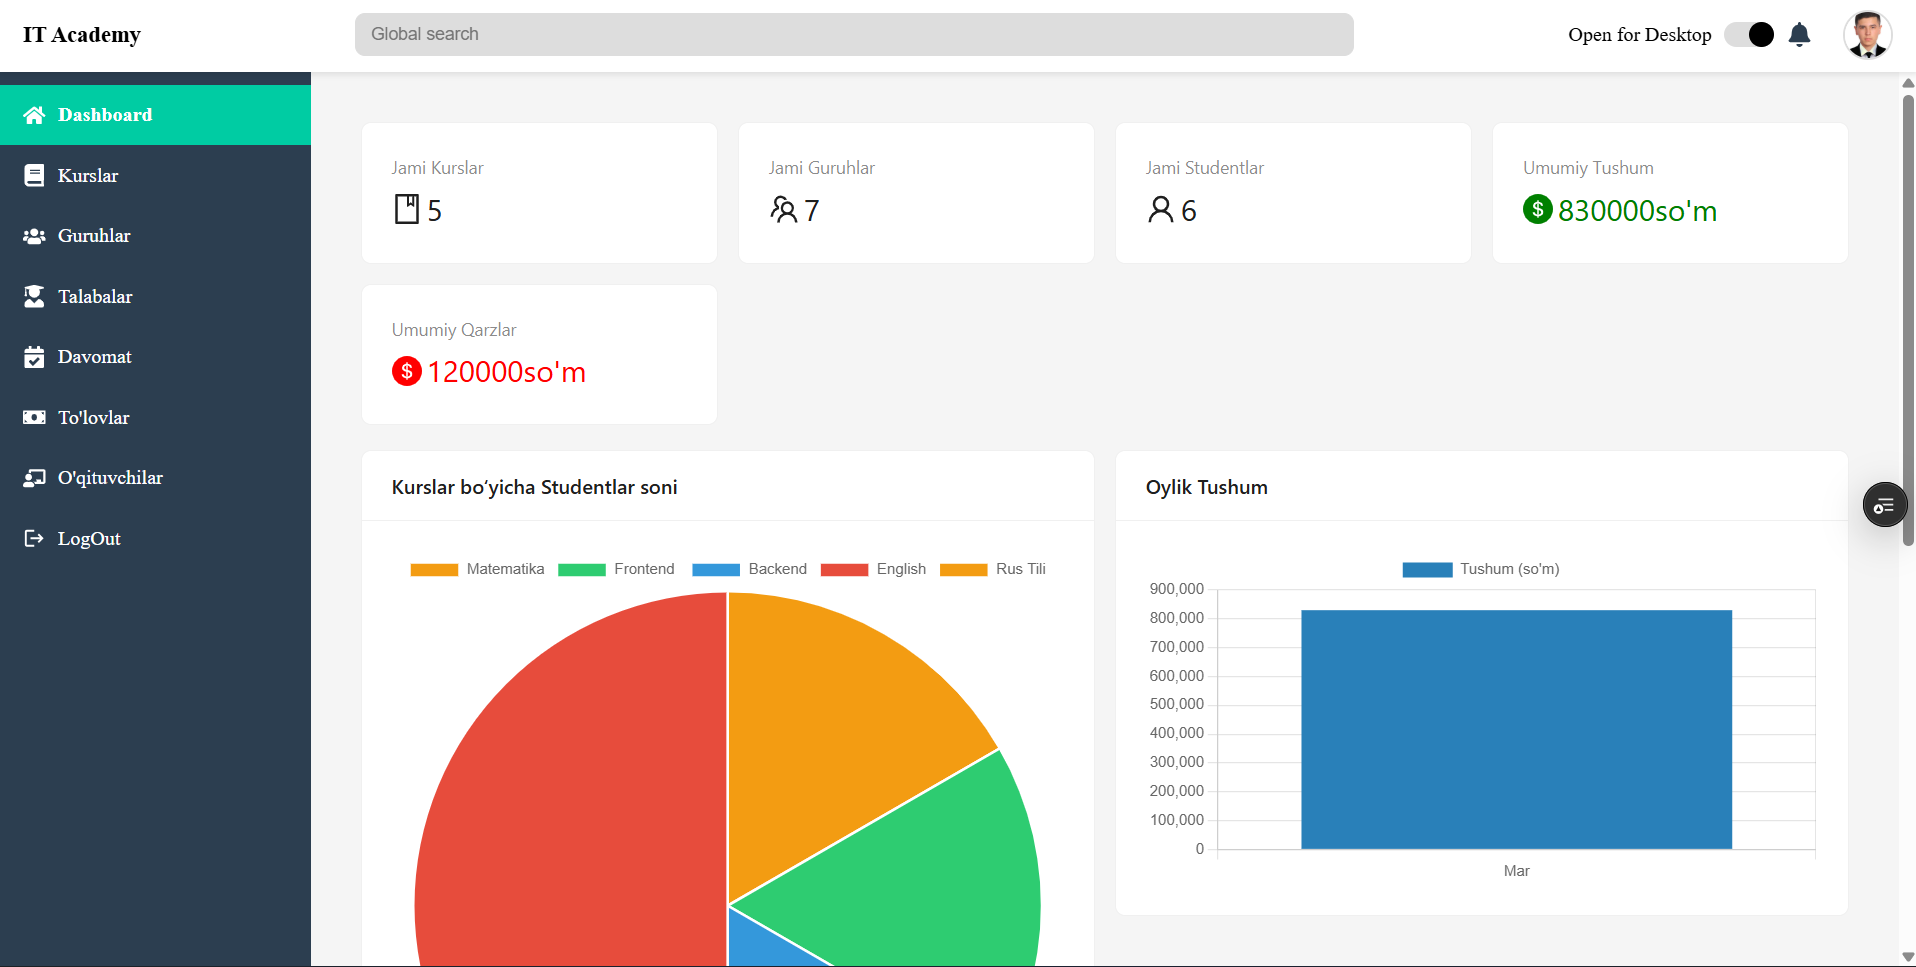 IT Academy
Global search
Open for Desktop
Dashboard
Kurslar
Guruhlar
Talabalar
Davomat
To'lovlar
O'qituvchilar
LogOut
Jami Kurslar
5
Jami Guruhlar
7
Jami Studentlar
6
Umumiy Tushum
$ 830000so'm
Umumiy Qarzlar
$ 120000so'm
Kurslar bo‘yicha Studentlar soni
Matematika Frontend Backend English Rus Tili
Oylik Tushum
Tushum (so'm)
900,000
800,000
700,000
600,000
500,000
400,000
300,000
200,000
100,000
0
Mar